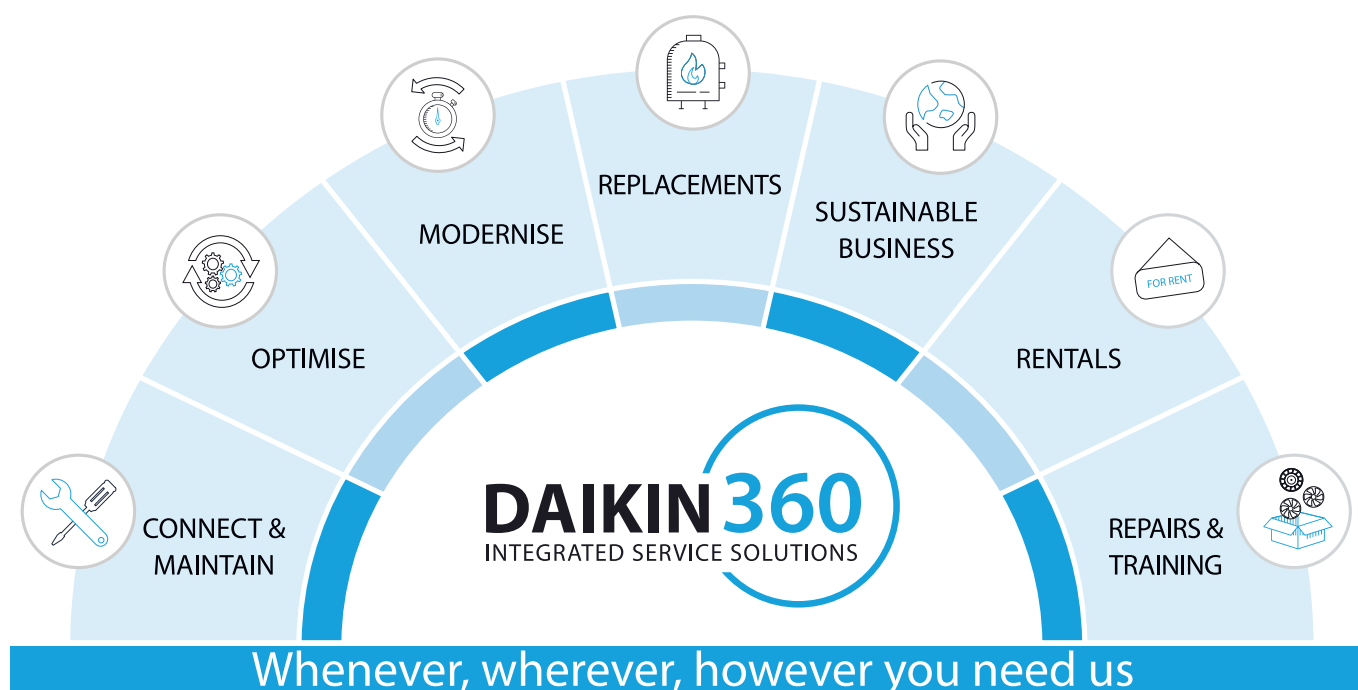 CONNECT &
MAINTAIN
OPTIMISE
MODERNISE
REPLACEMENTS
SUSTAINABLE
BUSINESS
FOR RENT
RENTALS
REPAIRS &
TRAINING
DAIKIN 360
INTEGRATED SERVICE SOLUTIONS
Whenever, wherever, however you need us